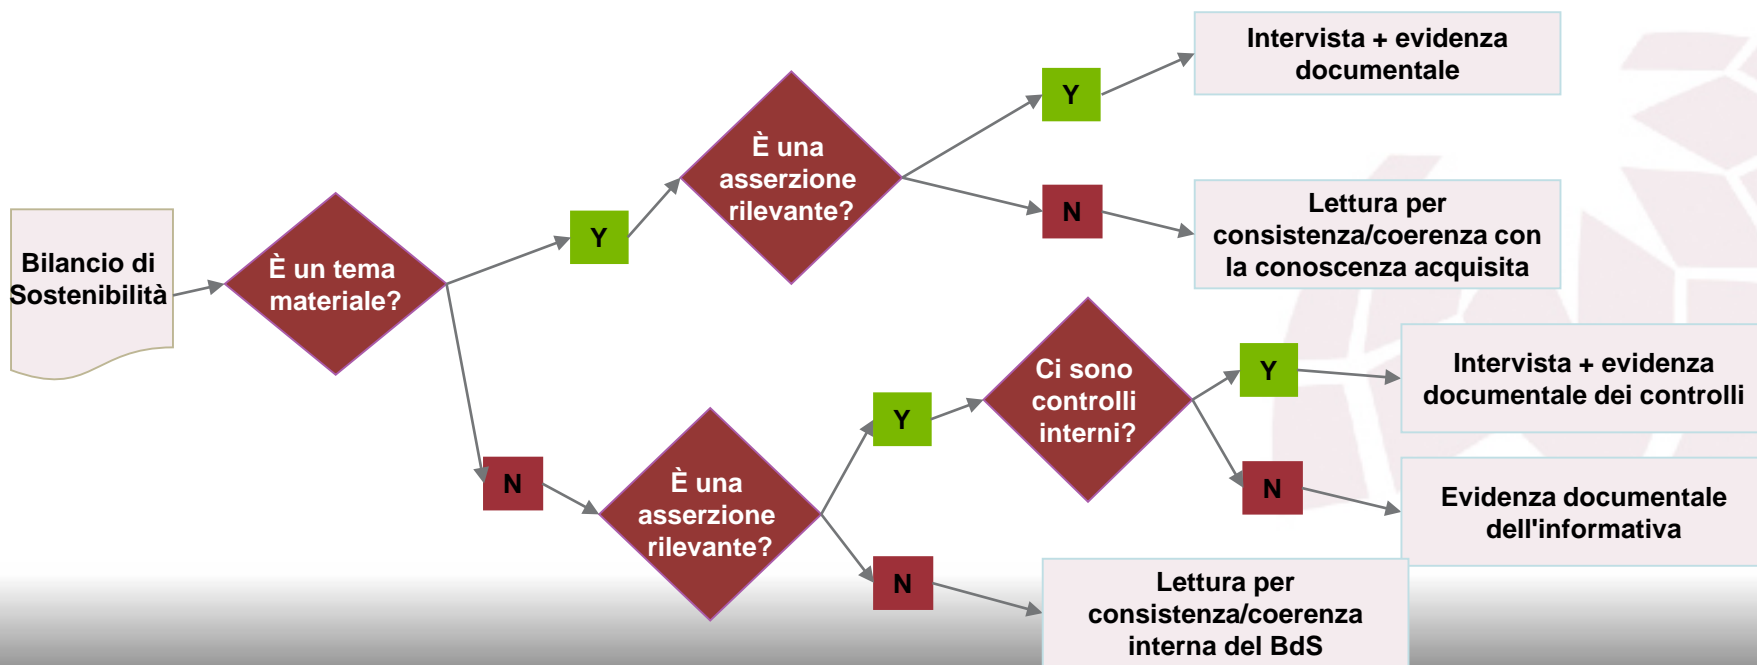 Bilancio di
Sostenibilità
È un tema
materiale?
Y
È una
asserzione
rilevante?
Y
Intervista + evidenza
documentale
N
Lettura per
consistenza/coerenza con
la conoscenza acquisita
N
È una
asserzione
rilevante?
Y
Ci sono
controlli
interni?
Y
Intervista + evidenza
documentale dei controlli
N
Evidenza documentale
dell'informativa
N
Lettura per
consistenza/coerenza
interna del BdS